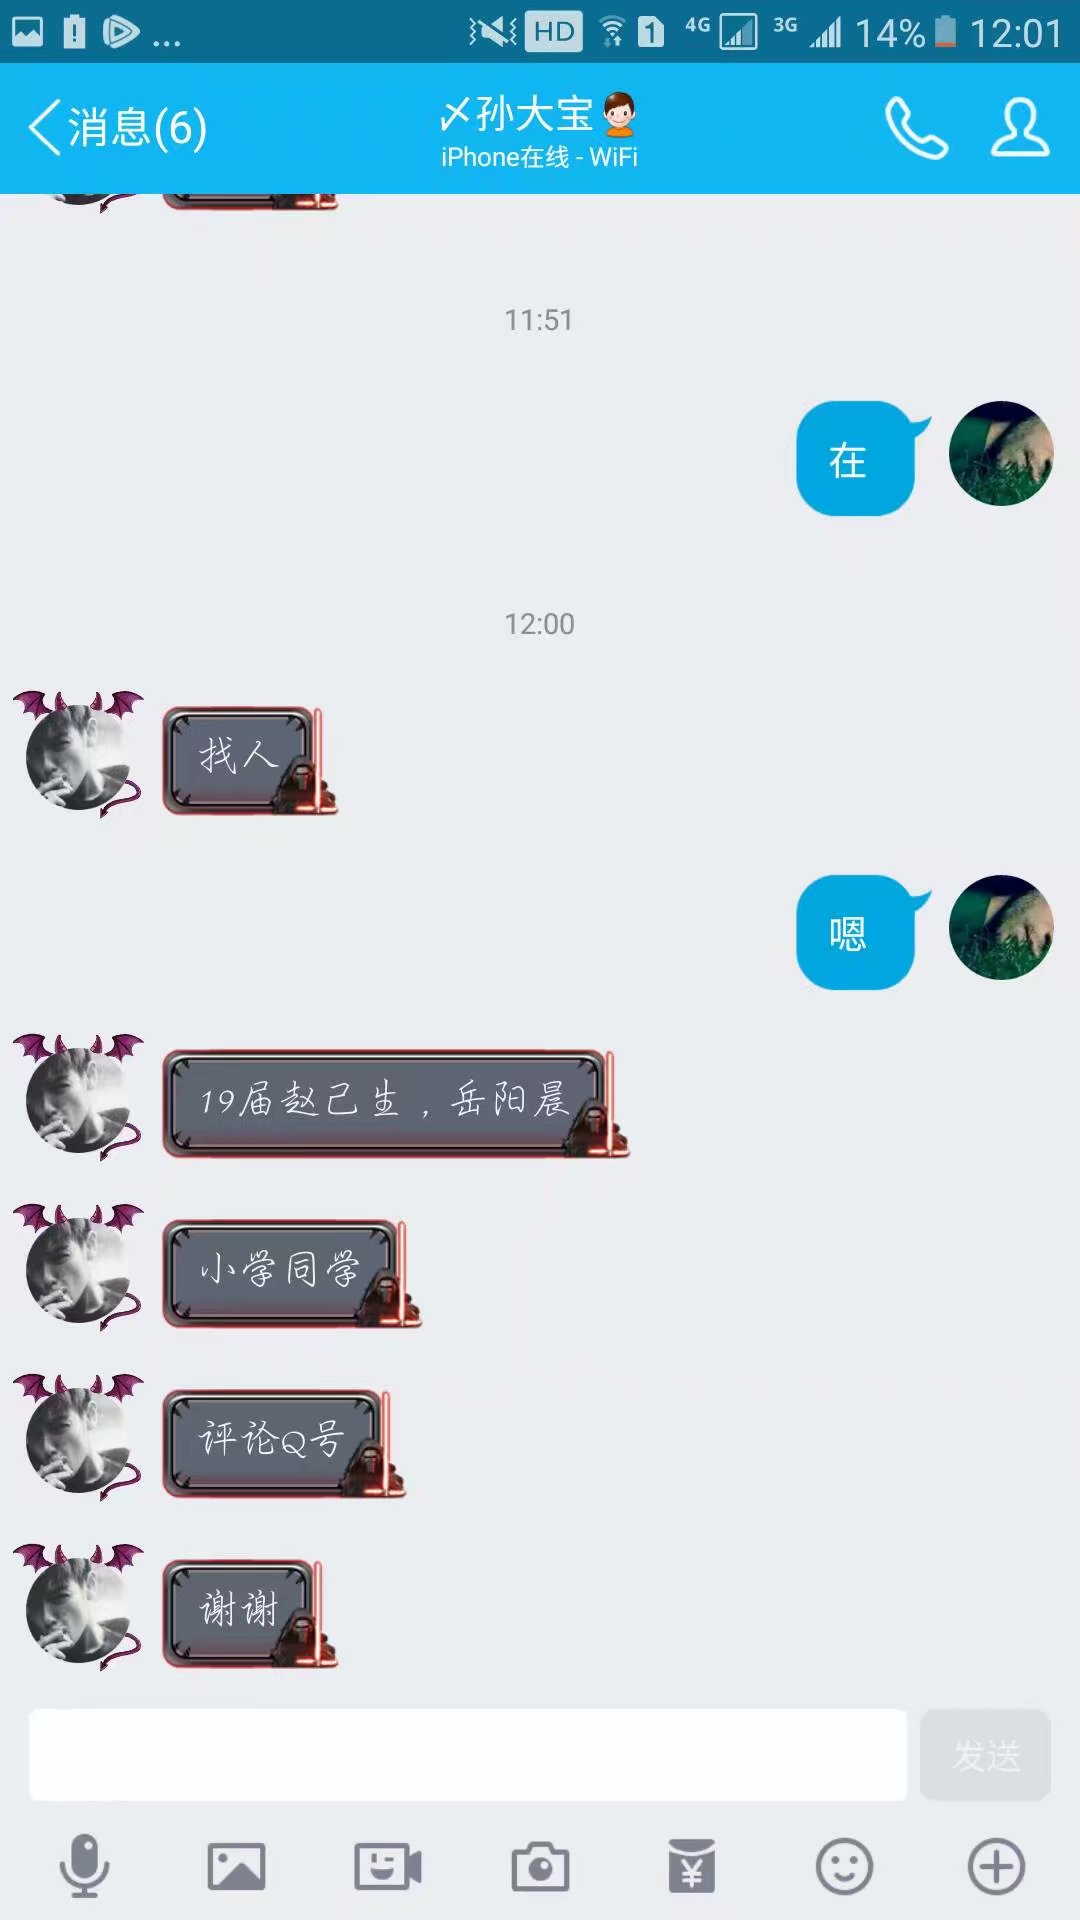 ... HD 1 4G 3G 14% 12:01
消息(6)
〆孙大宝
iPhone在线 - WiFi
11:51
在
12:00
找人
嗯
19届赵己生，岳阳晨
小学同学
评论Q号
谢谢
发送